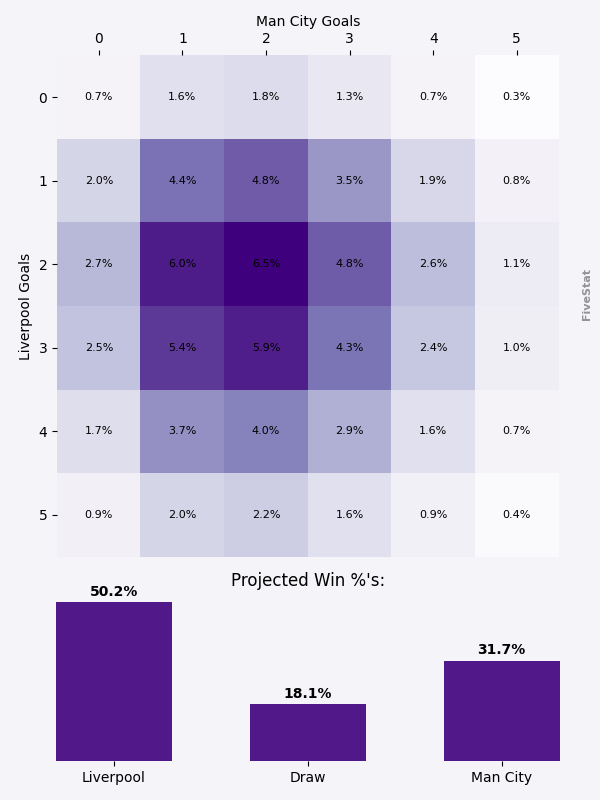 Man City Goals
0 1 2 3 4 5
0 0.7% 1.6% 1.8% 1.3% 0.7% 0.3%
1 2.0% 4.4% 4.8% 3.5% 1.9% 0.8%
2 2.7% 6.0% 6.5% 4.8% 2.6% 1.1%
3 2.5% 5.4% 5.9% 4.3% 2.4% 1.0%
4 1.7% 3.7% 4.0% 2.9% 1.6% 0.7%
5 0.9% 2.0% 2.2% 1.6% 0.9% 0.4%
Liverpool Goals
FiveStat
Projected Win %'s:
50.2% 18.1% 31.7%
Liverpool Draw Man City